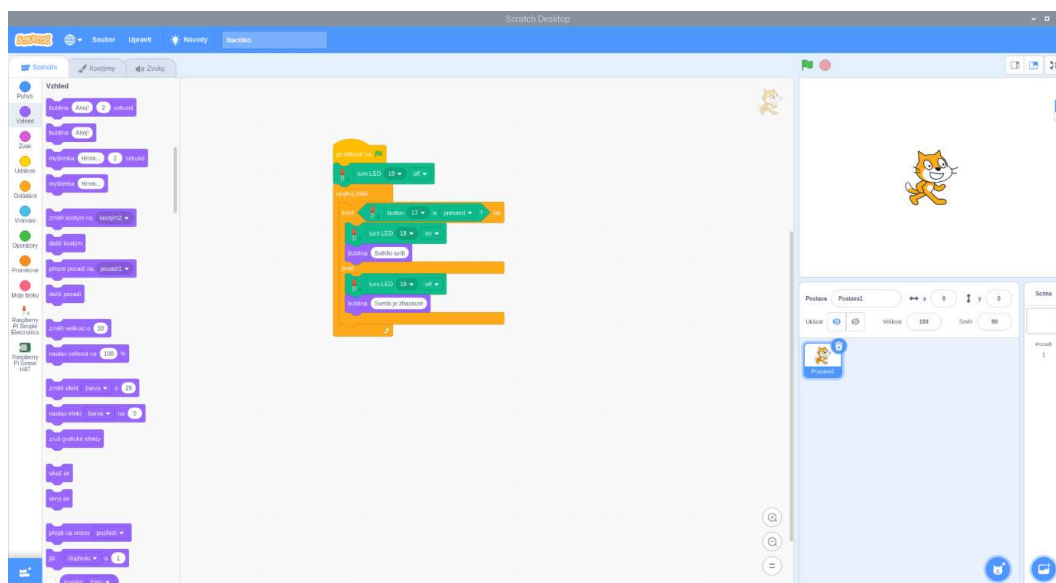 Scratch Desktop
SCRATCH Soubor Upravit Návody tlacitko
Scénáře Kostýmy Zvuky
Pohyb
Vzhled
Zvuk
Události
Ovládání
Vnímání
Operátory
Proměnné
Moje bloky
Raspberry Pi Simple Electronics
Raspberry Pi Sense HAT
Vzhled
bublina Ahoj! 2 sekund
bublina Ahoj!
myšlenka Hmm... 2 sekund
myšlenka Hmm...
změň kostým na kostým2
další kostým
přepni pozadí na pozadí1
další pozadí
změň velikost o 10
nastav velikost na 100 %
změň efekt barva o 25
nastav efekt barva na 0
zruš grafické efekty
ukaž se
skryj se
přejdi na vrstvu popředí
jdi dopředu o 1
kostým číslo
po kliknutí na
turn LED 18 off
opakuj stále
když button 17 is pressed ? tak
turn LED 18 on
bublina Světlo svítí
jinak
turn LED 18 off
bublina Svetlo je zhasnuté
Postava Postava1 x 0 y 0
Ukázat Velikost 100 Směr 90
Postava1
Scéna
Pozadí
1